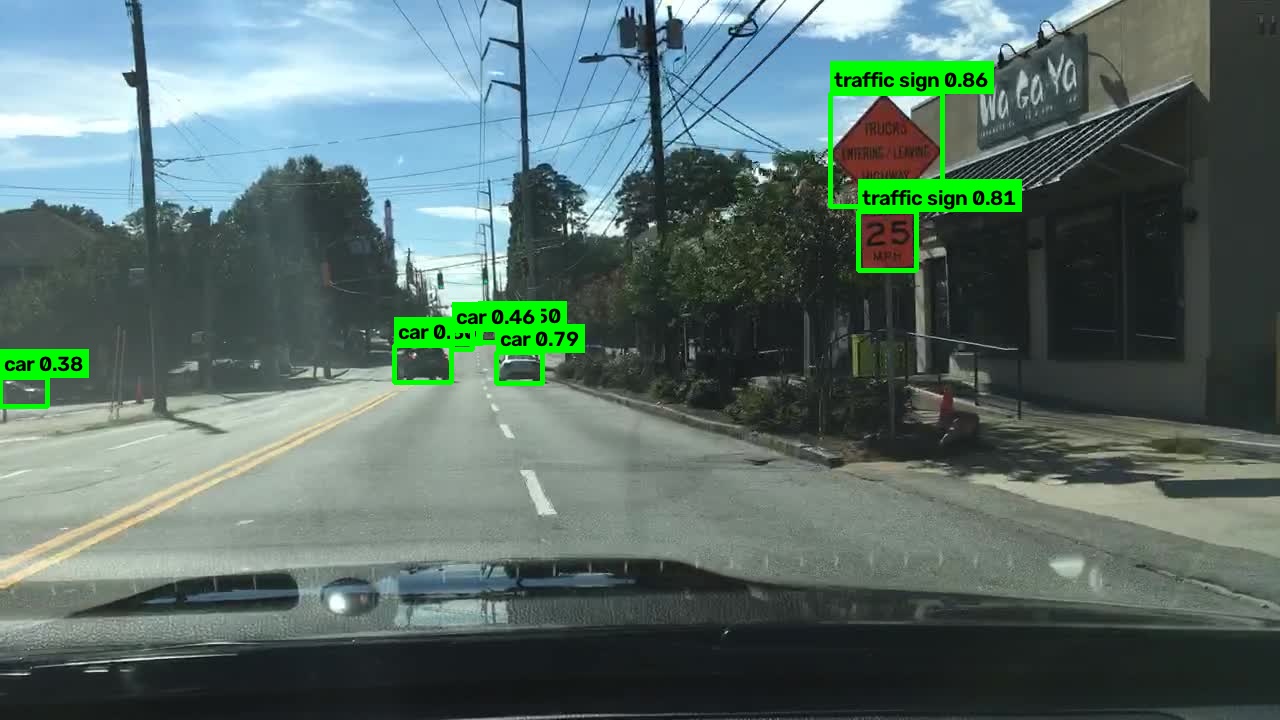 traffic sign 0.86
Wa Ga Ya
TRUCKS
ENTERING / LEAVING
HIGHWAY
traffic sign 0.81
25
MPH
car 0.46
car 0.79
car 0.38